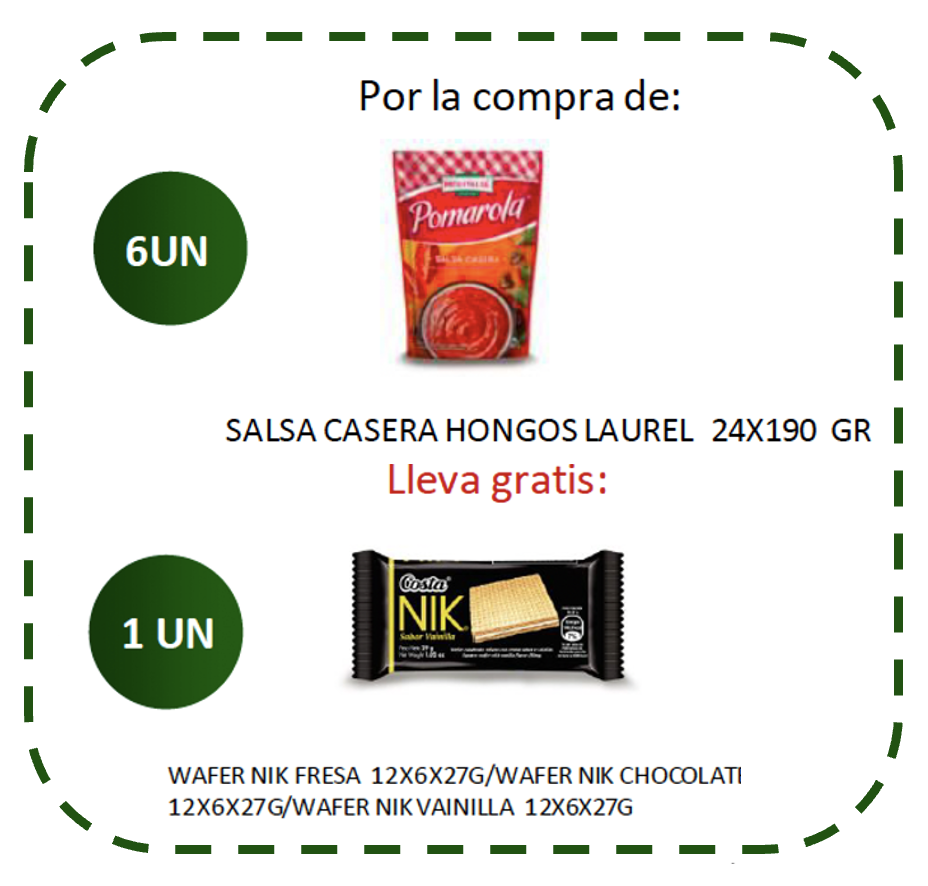 Por la compra de:
6UN
Pomarola
SALSA CASERA
SALSA CASERA HONGOS LAUREL 24X190 GR
Lleva gratis:
1 UN
Costa
NIK
Sabor Vainilla
WAFER NIK FRESA 12X6X27G/WAFER NIK CHOCOLAT
12X6X27G/WAFER NIK VAINILLA 12X6X27G